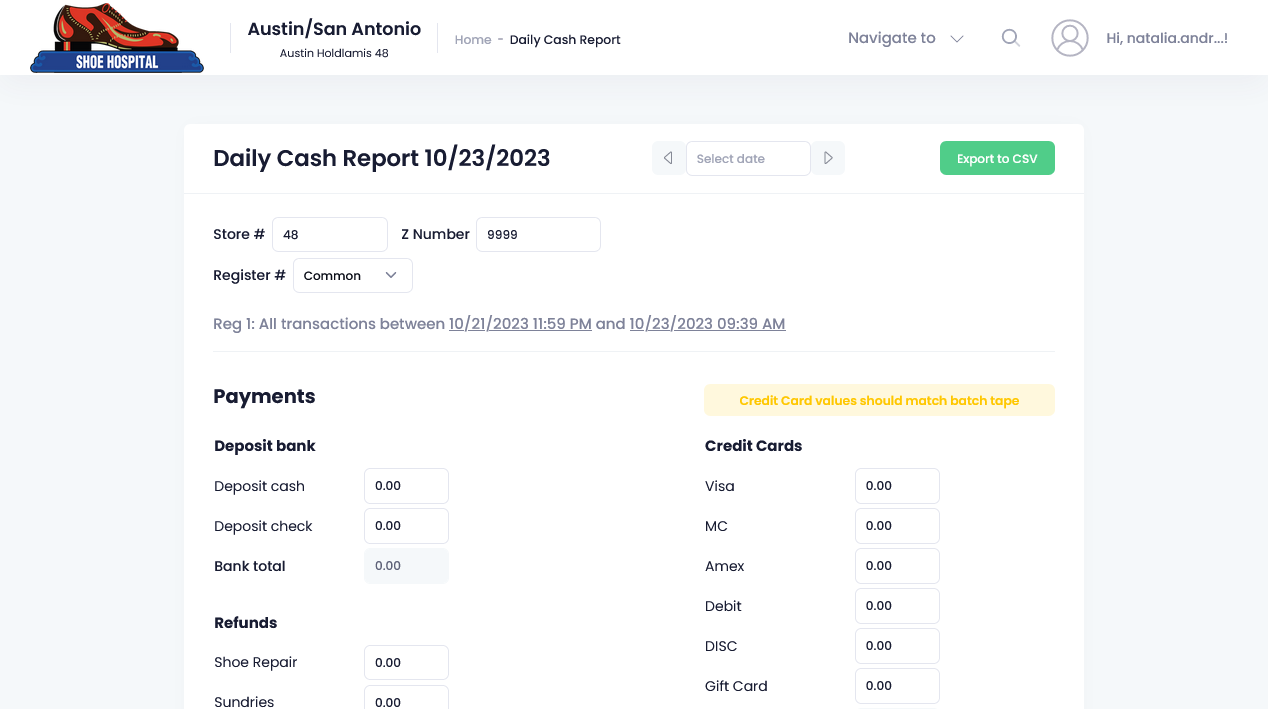 SHOE HOSPITAL
Austin/San Antonio
Austin Holdlamis 48
Home - Daily Cash Report
Navigate to
Hi, natalia.andr...!
Daily Cash Report 10/23/2023
Select date
Export to CSV
Store # 48 Z Number 9999
Register # Common
Reg 1: All transactions between 10/21/2023 11:59 PM and 10/23/2023 09:39 AM
Payments
Credit Card values should match batch tape
Deposit bank
Deposit cash 0.00
Deposit check 0.00
Bank total 0.00
Refunds
Shoe Repair 0.00
Sundries 0.00
Credit Cards
Visa 0.00
MC 0.00
Amex 0.00
Debit 0.00
DISC 0.00
Gift Card 0.00